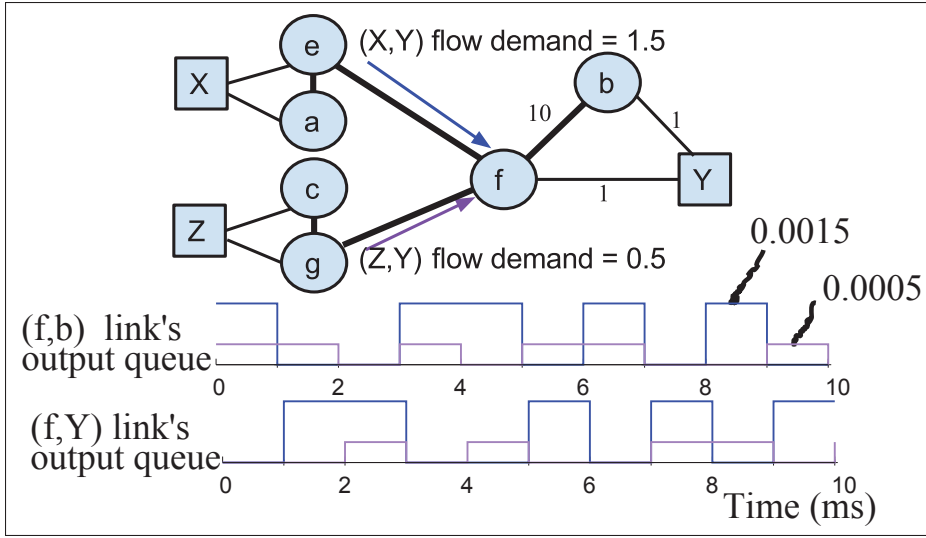 e
(X,Y) flow demand = 1.5
X
a
b
10
1
c
f
Y
1
Z
g
(Z,Y) flow demand = 0.5
0.0015
0.0005
(f,b) link's
output queue
0 2 4 6 8 10
(f,Y) link's
output queue
0 2 4 6 8 10
Time (ms)